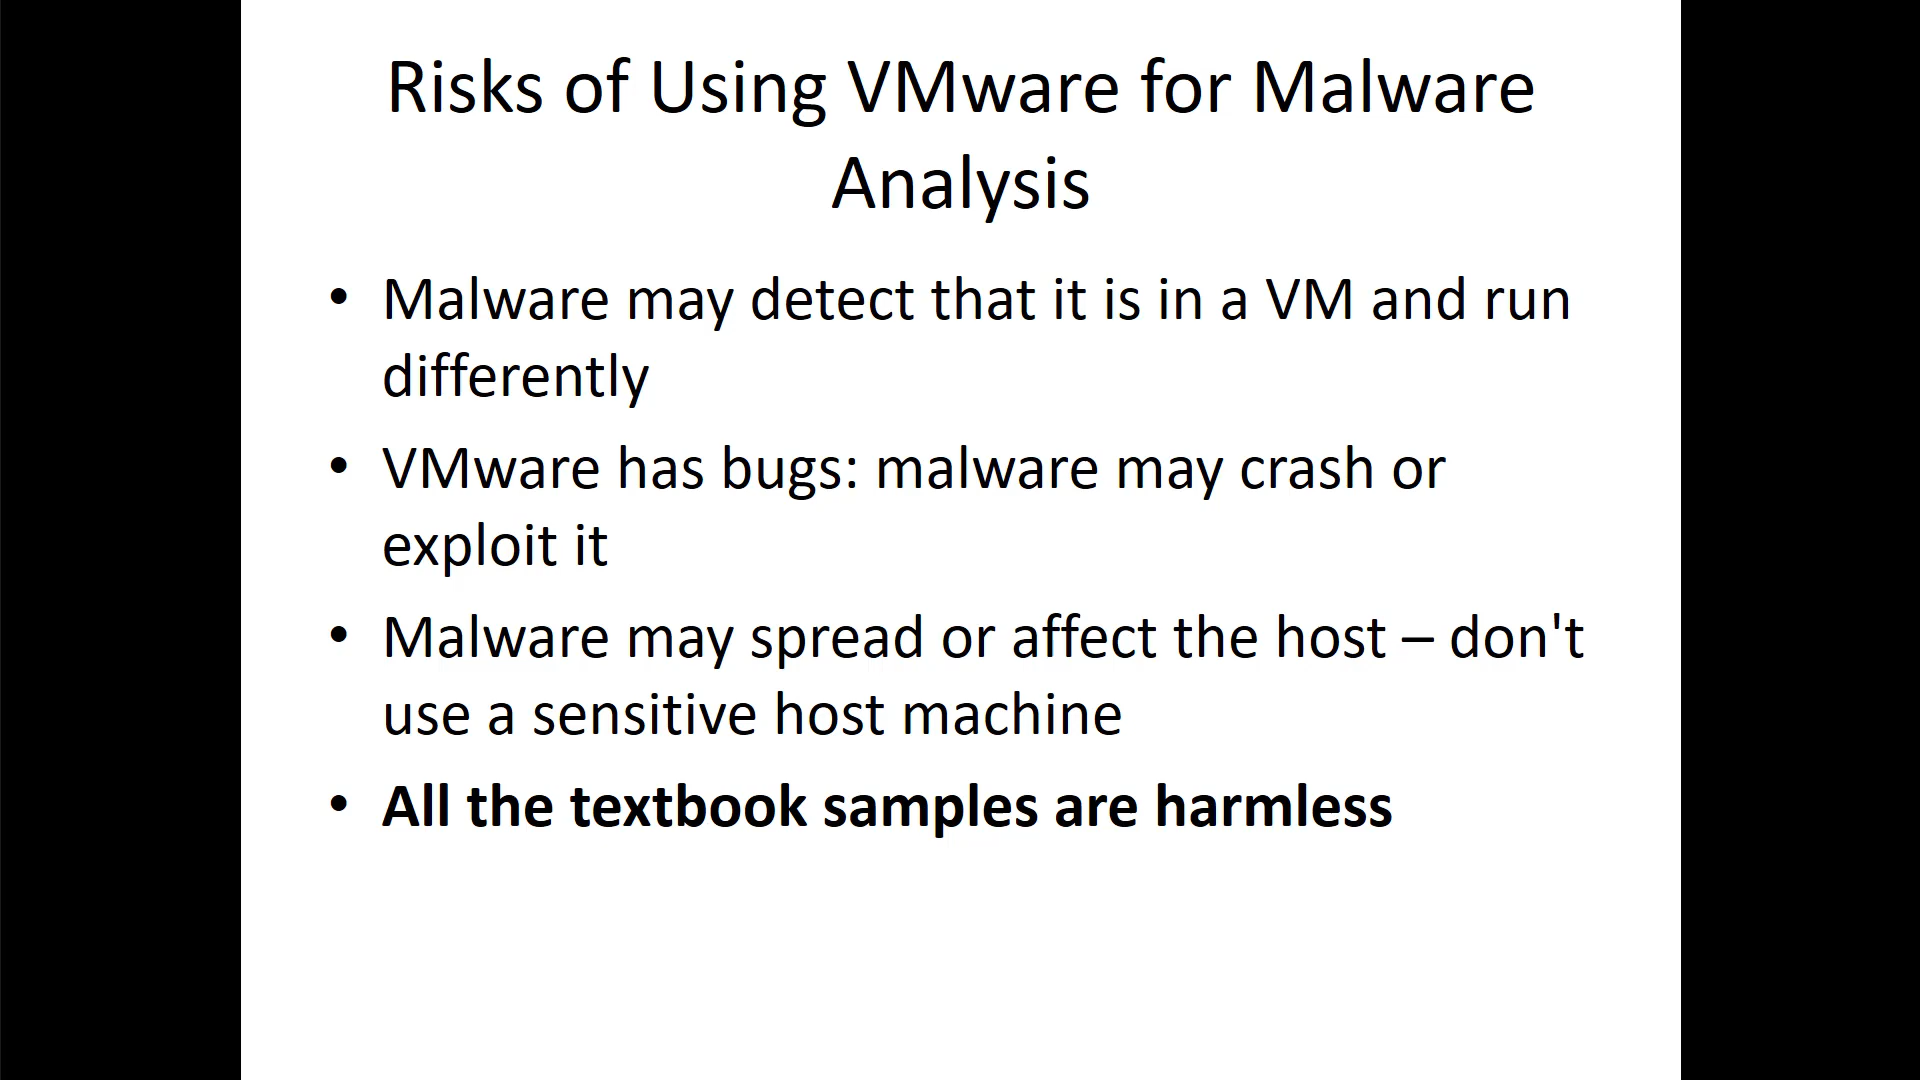 Risks of Using VMware for Malware
Analysis
• Malware may detect that it is in a VM and run
differently
• VMware has bugs: malware may crash or
exploit it
• Malware may spread or affect the host – don't
use a sensitive host machine
• All the textbook samples are harmless